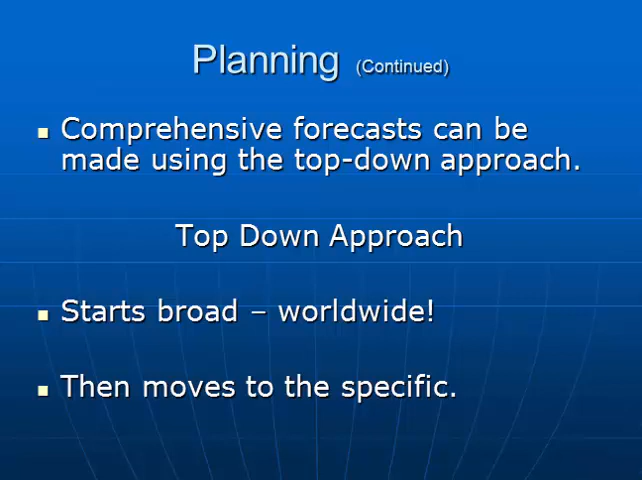 Planning (Continued)
Comprehensive forecasts can be
made using the top-down approach.
Top Down Approach
Starts broad – worldwide!
Then moves to the specific.